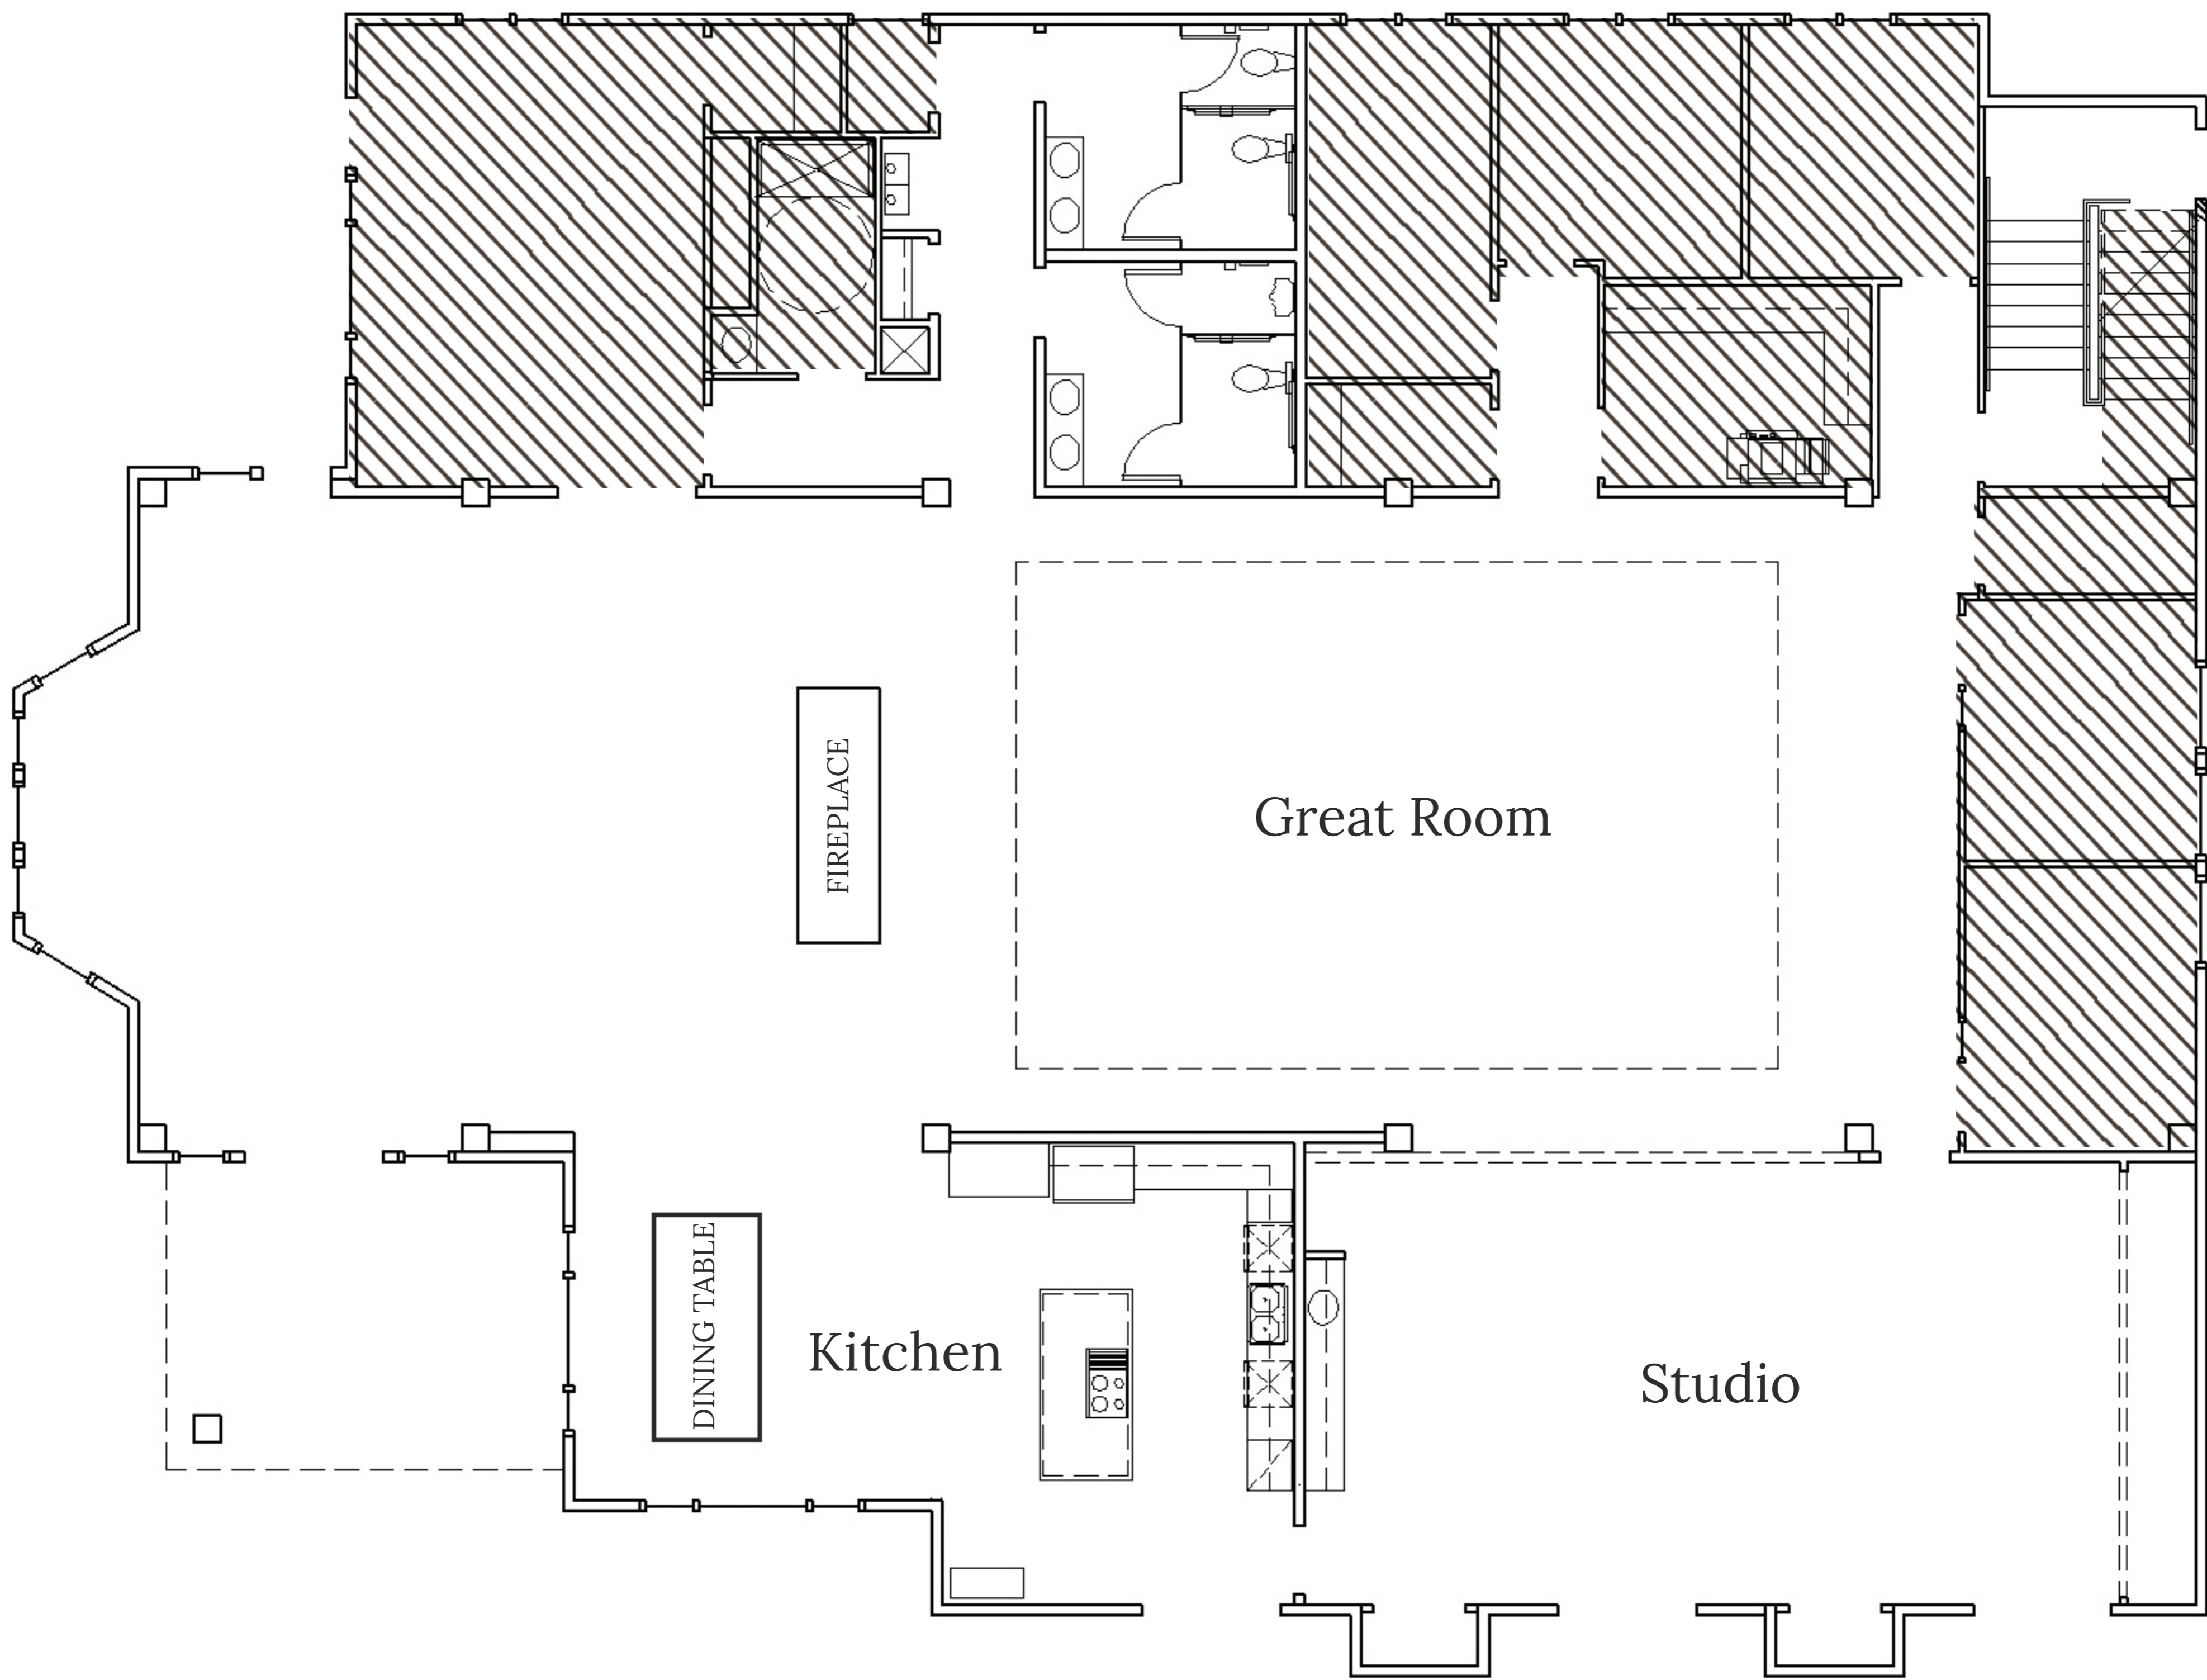 FIREPLACE
Great Room
DINING TABLE
Kitchen
Studio